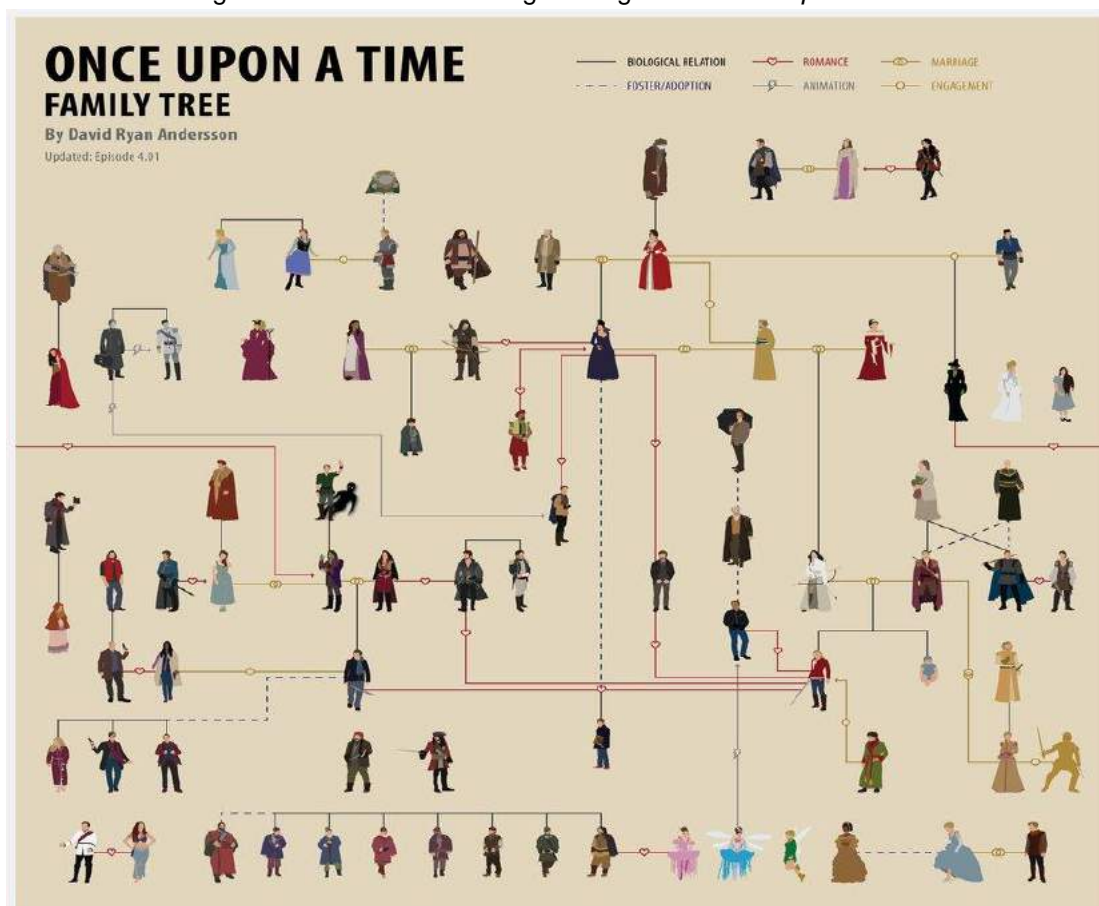 ONCE UPON A TIME
FAMILY TREE
By David Ryan Andersson
Updated: Episode 4.01
BIOLOGICAL RELATION
ROMANCE
MARRIAGE
FOSTER/ADOPTION
ANIMATION
ENGAGEMENT